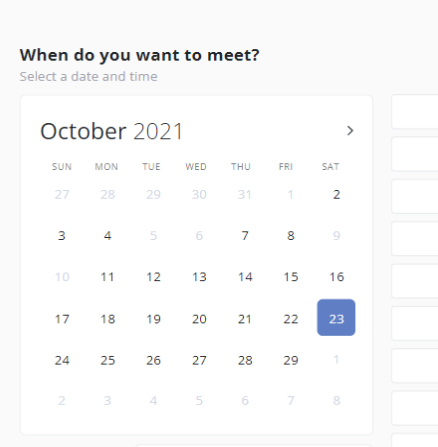 When do you want to meet?
Select a date and time
October 2021
SUN MON TUE WED THU FRI SAT
27 28 29 30 31 1 2
3 4 5 6 7 8 9
10 11 12 13 14 15 16
17 18 19 20 21 22 23
24 25 26 27 28 29 1
2 3 4 5 6 7 8